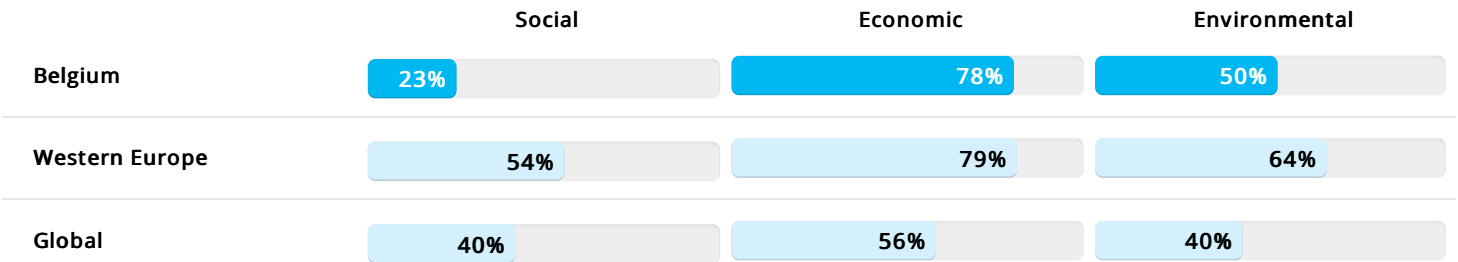 Social Economic Environmental
Belgium 23% 78% 50%
Western Europe 54% 79% 64%
Global 40% 56% 40%